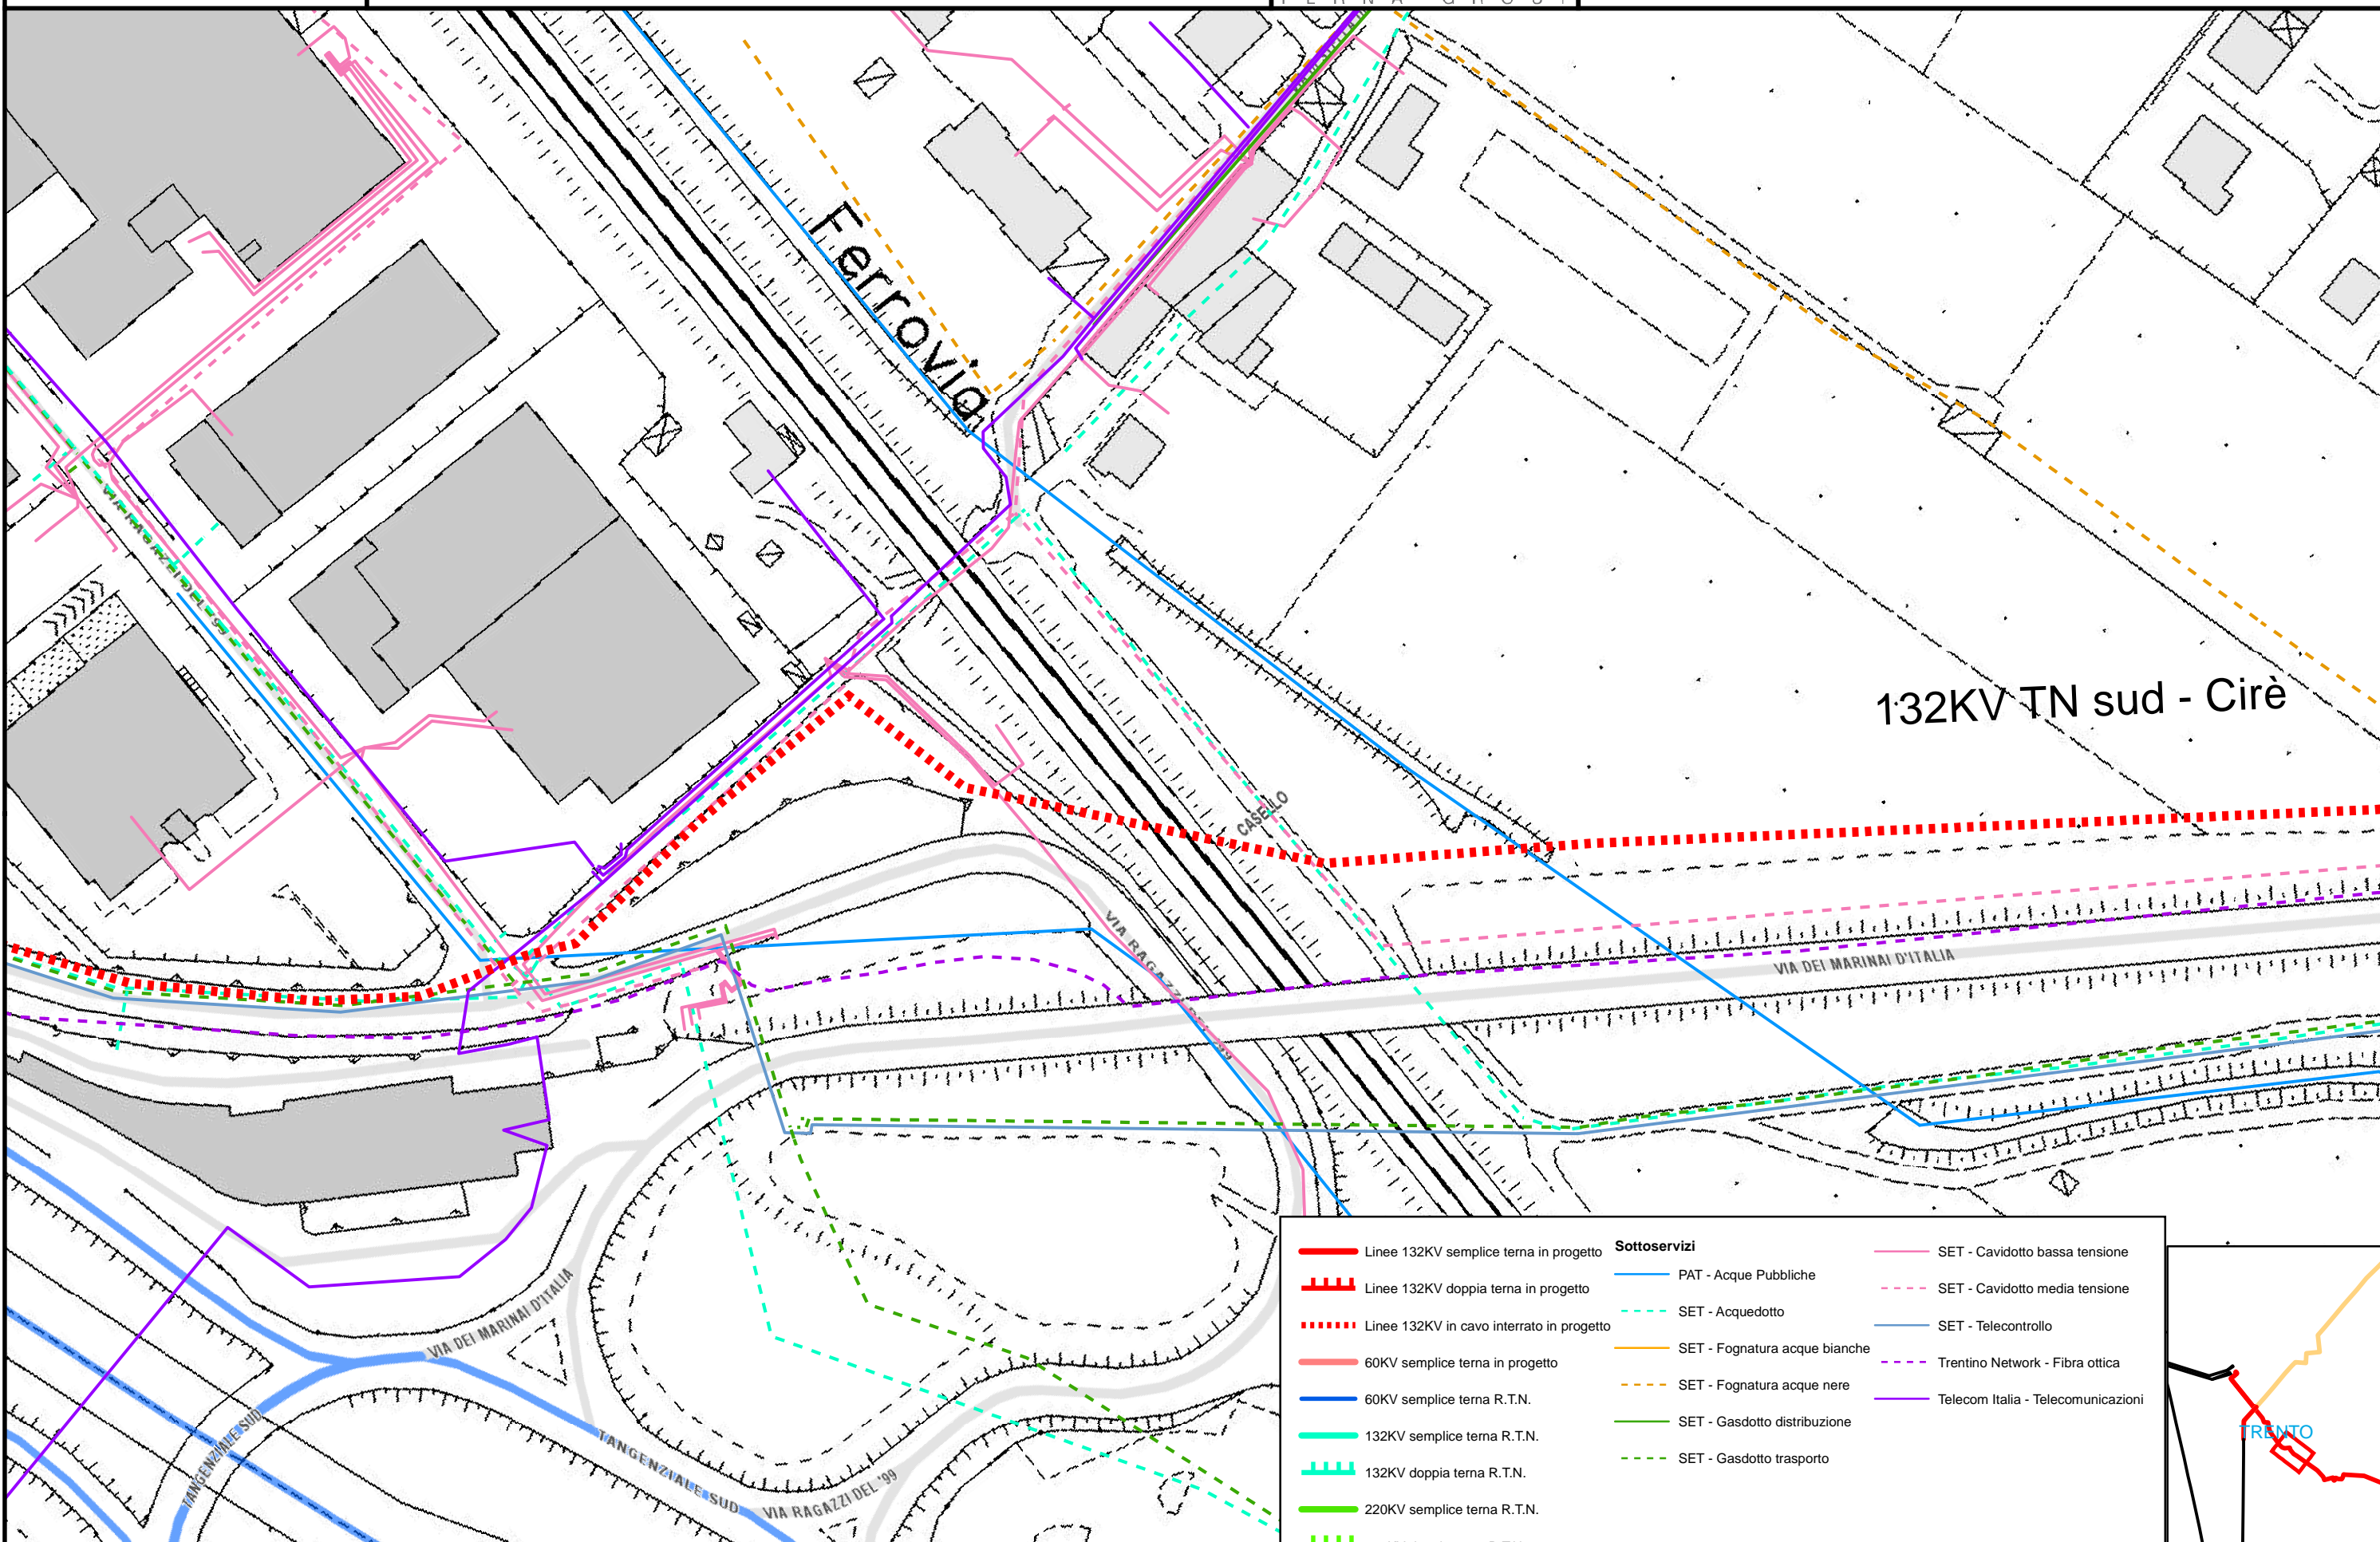 Ferrovia
VIA RAGAZZI DEL '99
132KV TN sud - Cirè
CASELLO
VIA RAGAZZI DEL '99
VIA DEI MARINAI D'ITALIA
VIA DEI MARINAI D'ITALIA
TANGENZIALE SUD
TANGENZIALE SUD
VIA RAGAZZI DEL '99
Linee 132KV semplice terna in progetto
Linee 132KV doppia terna in progetto
Linee 132KV in cavo interrato in progetto
60KV semplice terna in progetto
60KV semplice terna R.T.N.
132KV semplice terna R.T.N.
132KV doppia terna R.T.N.
220KV semplice terna R.T.N.
Sottoservizi
PAT - Acque Pubbliche
SET - Acquedotto
SET - Fognatura acque bianche
SET - Fognatura acque nere
SET - Gasdotto distribuzione
SET - Gasdotto trasporto
SET - Cavidotto bassa tensione
SET - Cavidotto media tensione
SET - Telecontrollo
Trentino Network - Fibra ottica
Telecom Italia - Telecomunicazioni
TRENTO